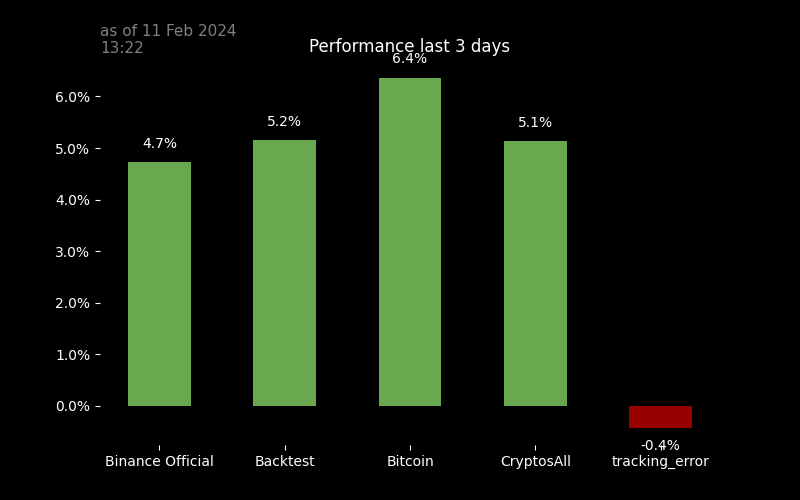 as of 11 Feb 2024
13:22
Performance last 3 days
6.4%
6.0%
5.2%
5.1%
4.7%
5.0%
4.0%
3.0%
2.0%
1.0%
0.0%
-0.4%
Binance Official
Backtest
Bitcoin
CryptosAll
tracking_error